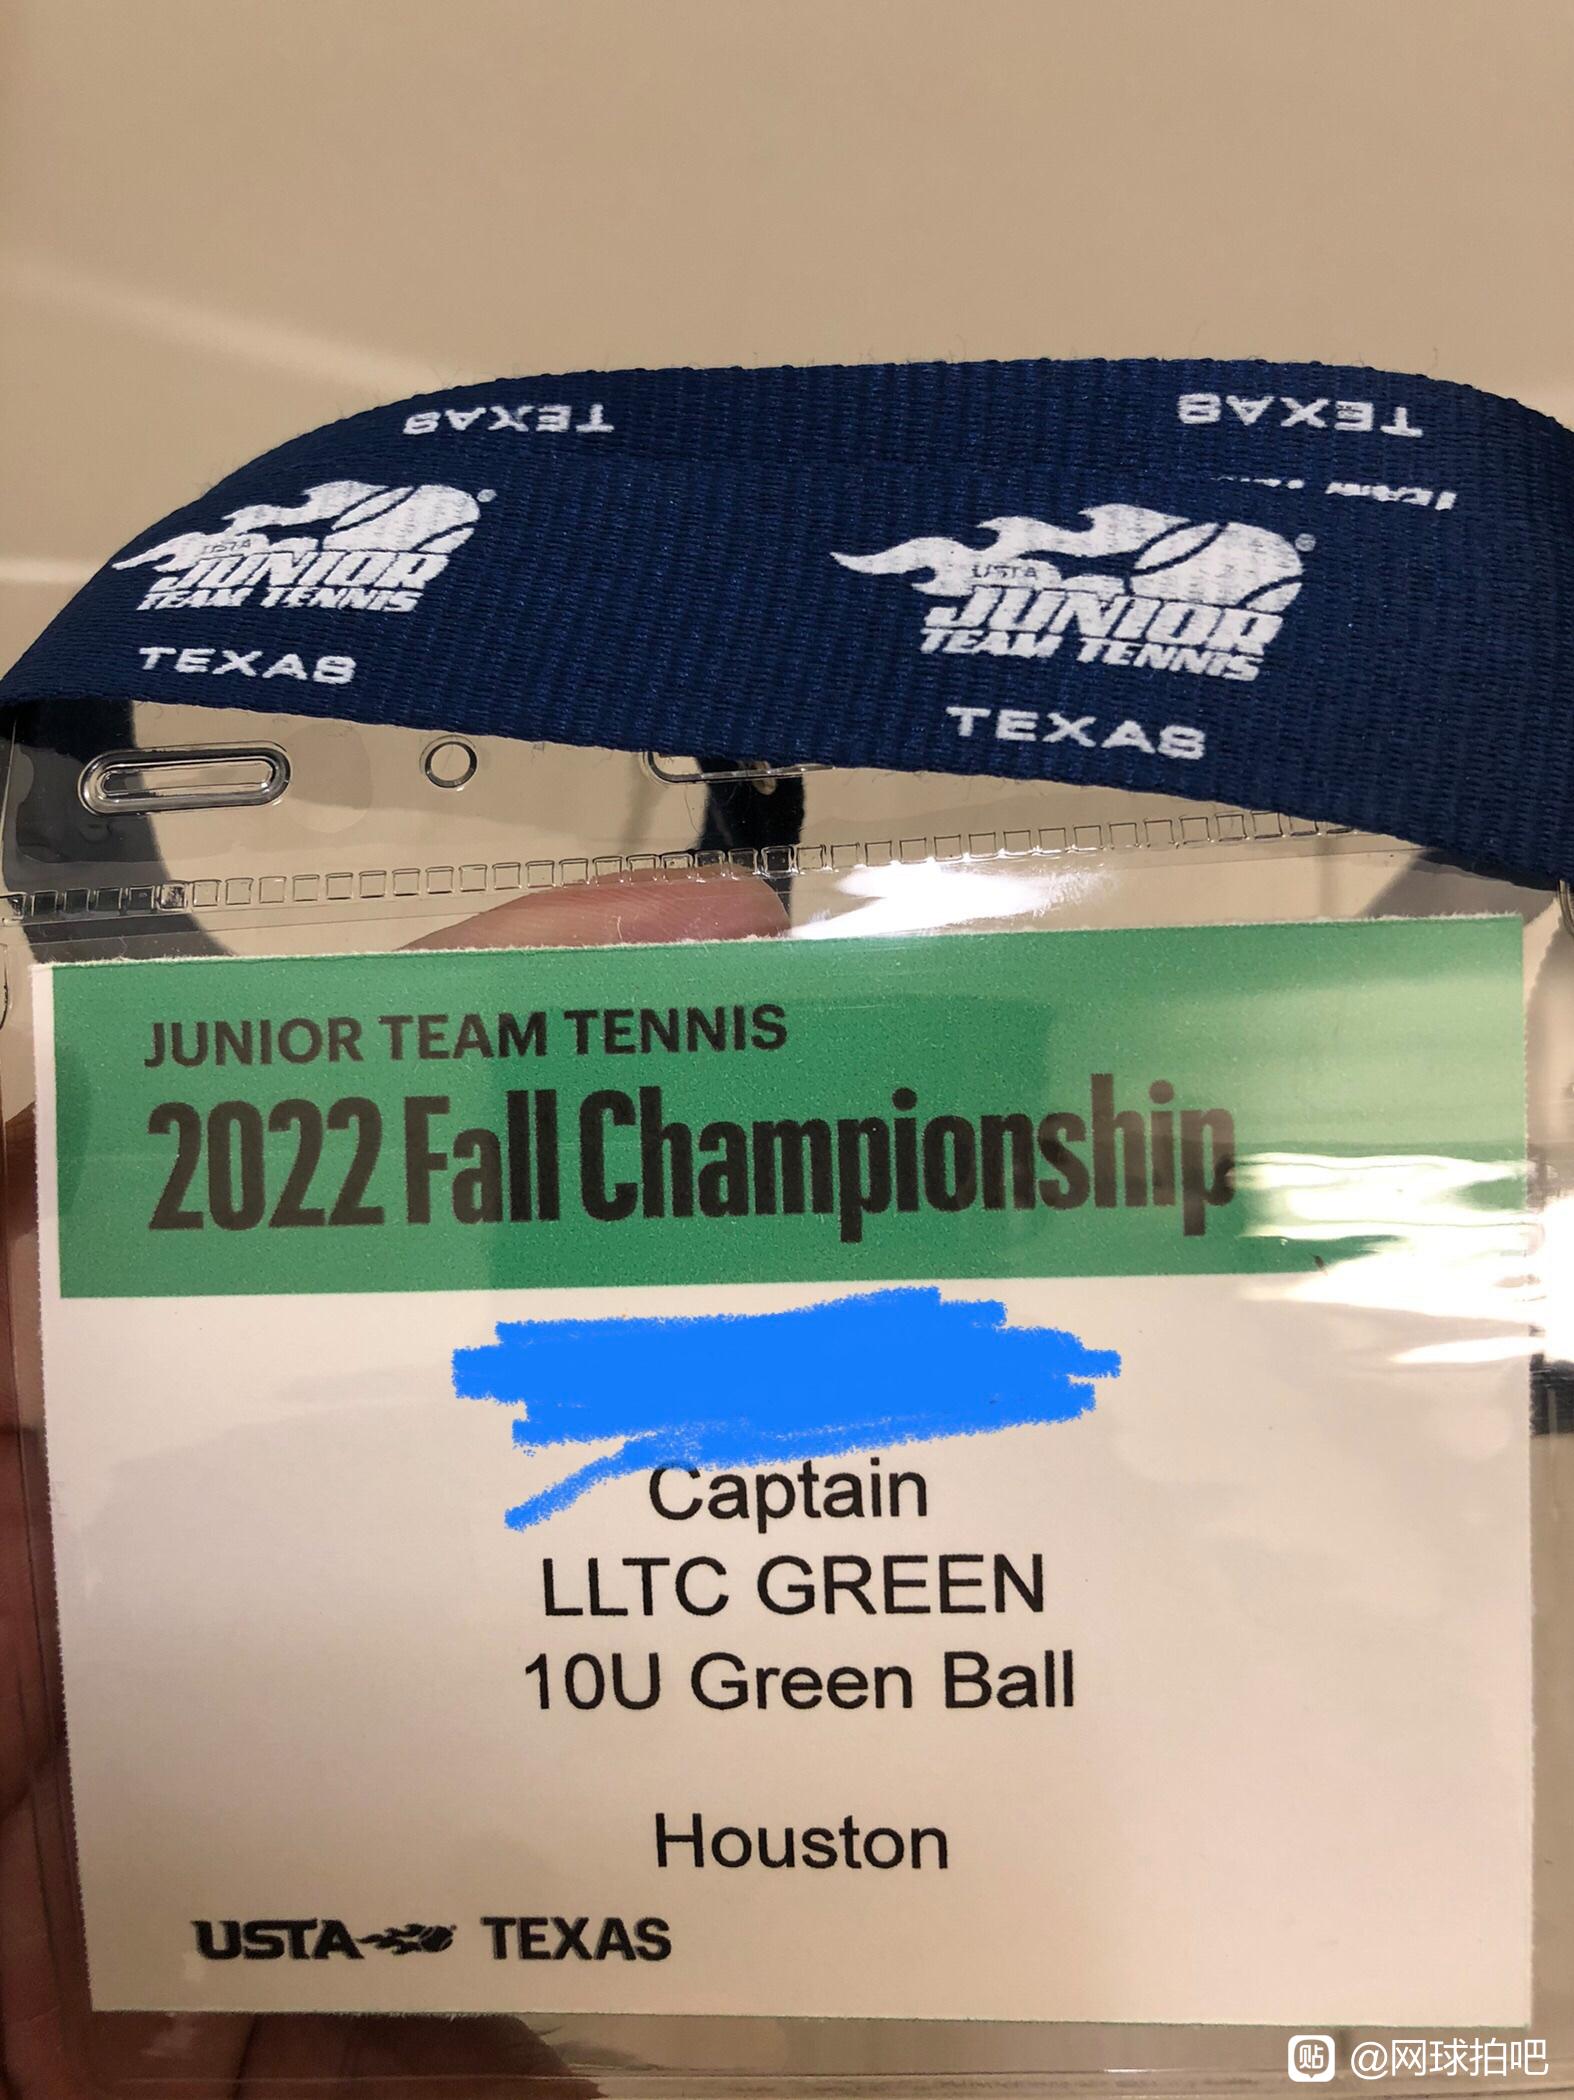 TEXAS
TEXAS
USTA
JUNIOR
TEAM TENNIS
TEXAS
USTA
JUNIOR
TEAM TENNIS
TEXAS
JUNIOR TEAM TENNIS
2022 Fall Championship
Captain
LLTC GREEN
10U Green Ball
Houston
USTA TEXAS
贴 @网球拍吧